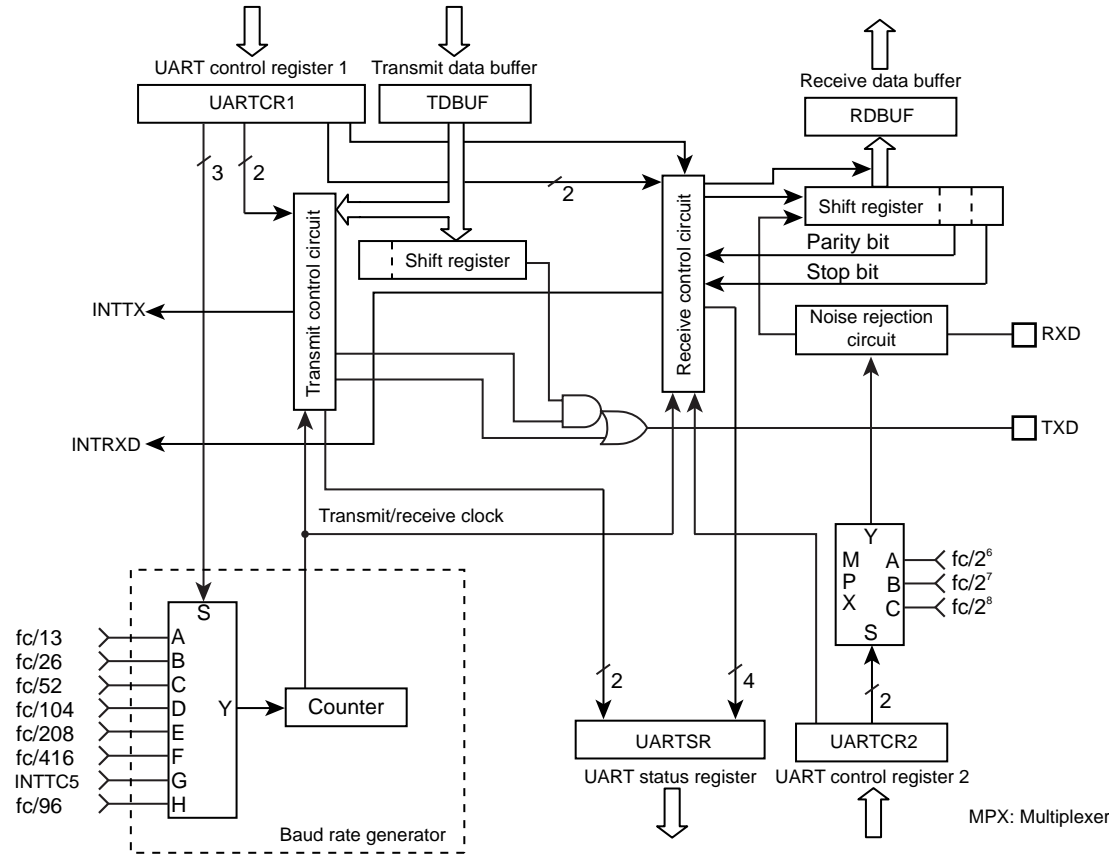 UART control register 1
Transmit data buffer
Receive data buffer
UARTCR1
TDBUF
RDBUF
3
2
2
Transmit control circuit
Shift register
Receive control circuit
Shift register
Parity bit
Stop bit
INTTX
Noise rejection
circuit
RXD
INTRXD
TXD
Transmit/receive clock
Y
M
P
X
A
B
C
S
fc/2⁶
fc/2⁷
fc/2⁸
S
fc/13
A
fc/26
B
fc/52
C
fc/104
D
fc/208
E
fc/416
F
INTTC5
G
fc/96
H
Y
Counter
2
4
2
UARTSR
UARTCR2
UART status register
UART control register 2
Baud rate generator
MPX: Multiplexer